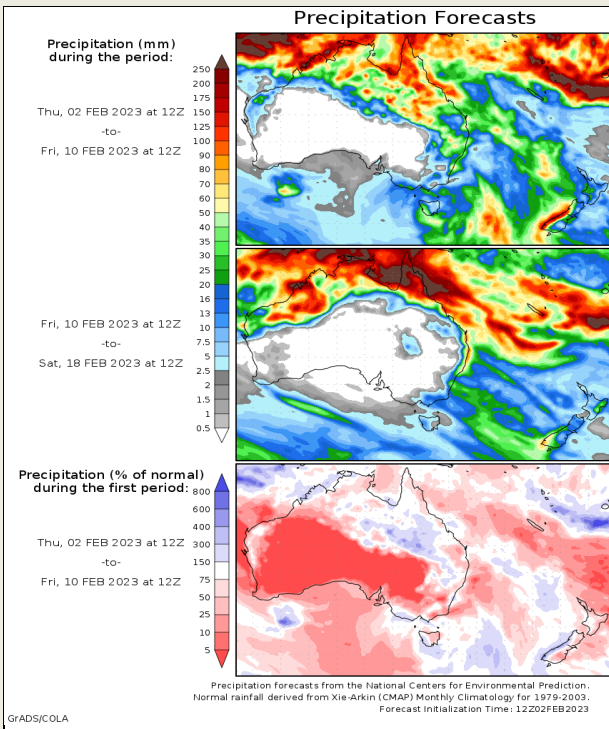 Precipitation Forecasts
Precipitation (mm)
during the period:
Thu, 02 FEB 2023 at 12Z
-to-
Fri, 10 FEB 2023 at 12Z
250
200
175
150
125
100
90
80
70
60
50
40
35
30
25
20
16
13
10
7.5
5
2.5
2
1.5
1
0.5
Fri, 10 FEB 2023 at 12Z
-to-
Sat, 18 FEB 2023 at 12Z
Precipitation (% of normal)
during the first period:
800
600
400
300
150
75
50
25
10
5
Thu, 02 FEB 2023 at 12Z
-to-
Fri, 10 FEB 2023 at 12Z
Precipitation forecasts from the National Centers for Environmental Prediction.
Normal rainfall derived from Xie-Arkin (CMAP) Monthly Climatology for 1979-2003.
Forecast Initialization Time: 12Z02FEB2023
GrADS/COLA